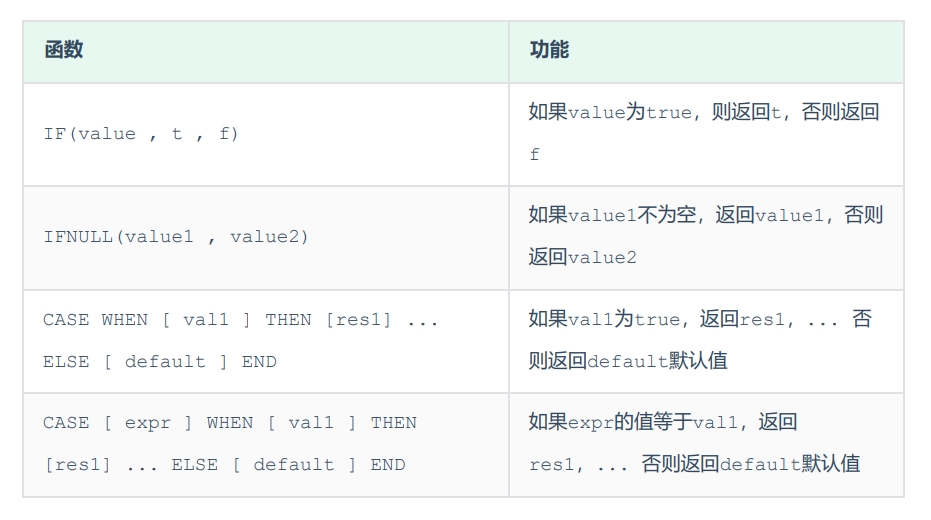 函数
功能
IF(value , t , f)
如果value为true，则返回t，否则返回
f
IFNULL(value1 , value2)
如果value1不为空，返回value1，否则
返回value2
CASE WHEN [ val1 ] THEN [res1] ...
ELSE [ default ] END
如果val1为true，返回res1，... 否
则返回default默认值
CASE [ expr ] WHEN [ val1 ] THEN
[res1] ... ELSE [ default ] END
如果expr的值等于val1，返回
res1，... 否则返回default默认值